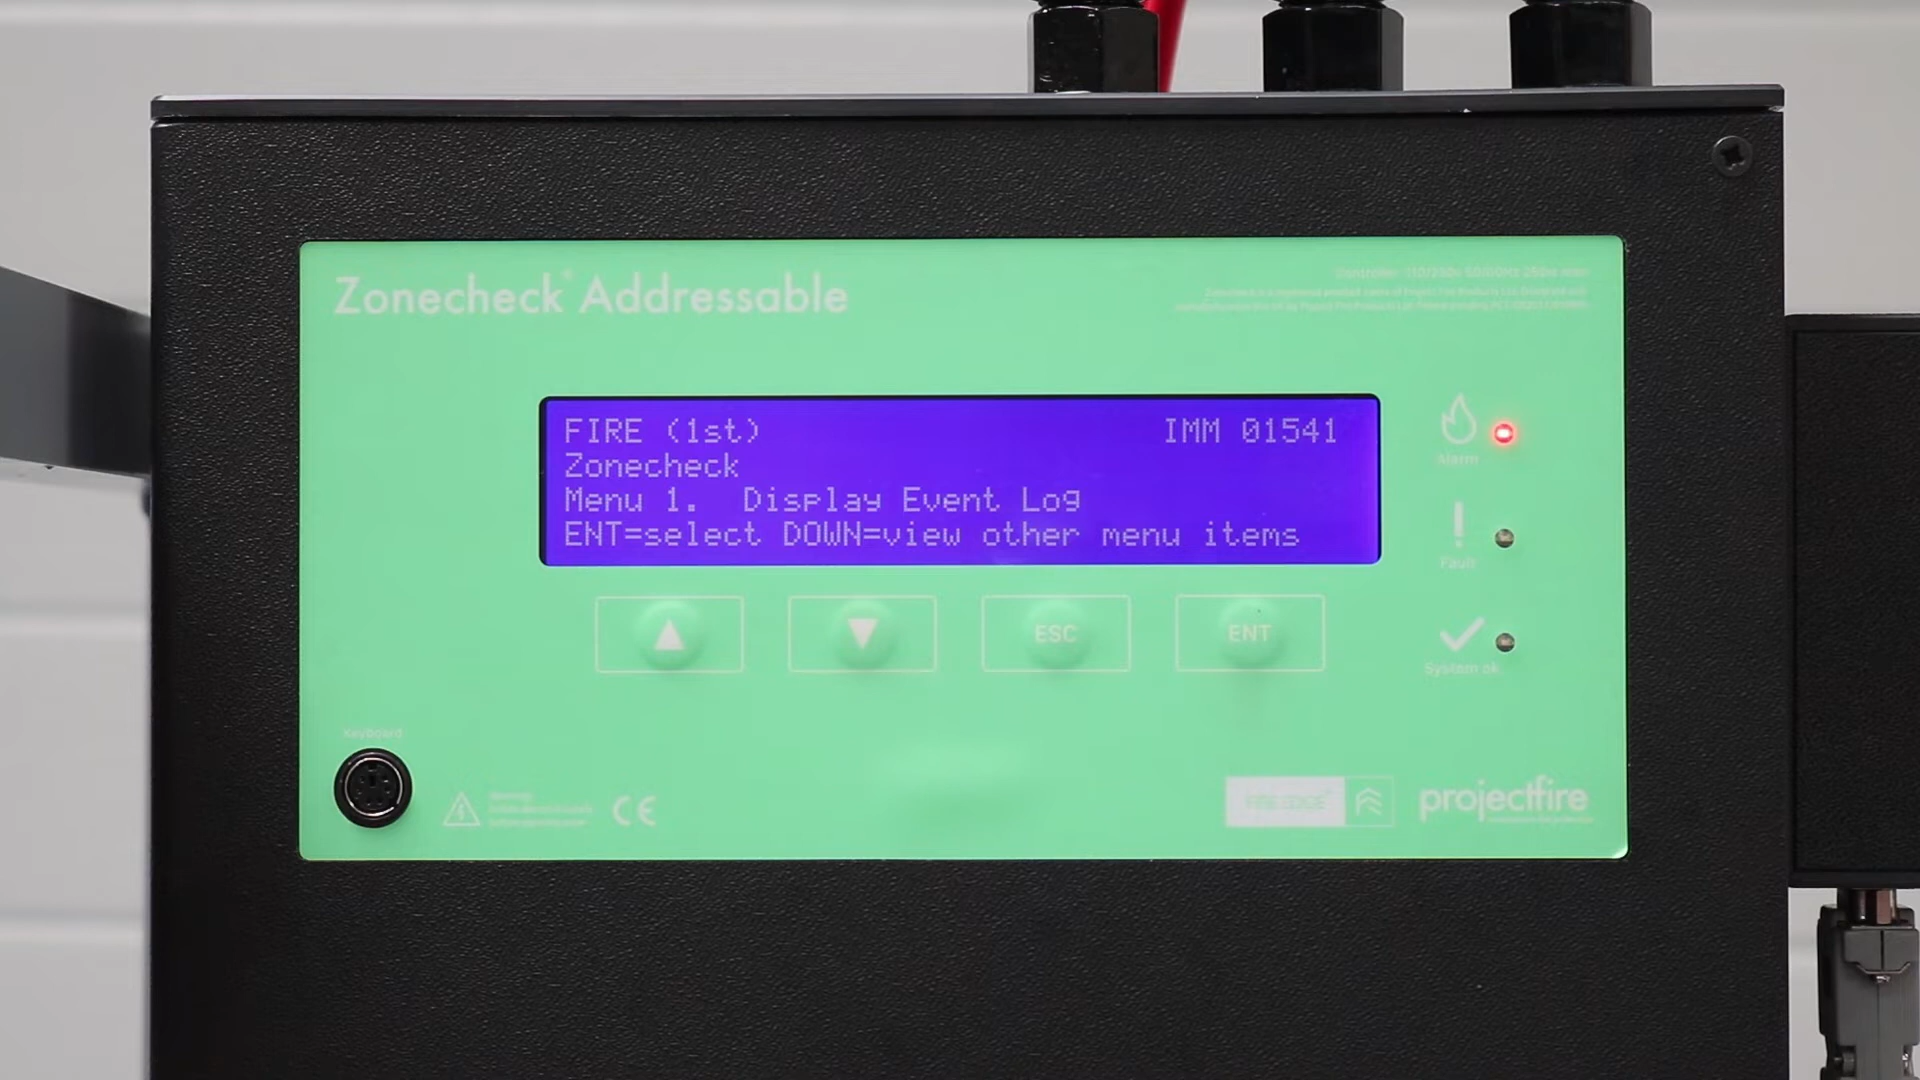 Zonecheck® Addressable
FIRE (1st) IMM 01541
Zonecheck
Menu 1. Display Event Log
ENT=select DOWN=view other menu items
Alarm
Fault
System ok
ESC
ENT
Keyboard
CE
projectfire